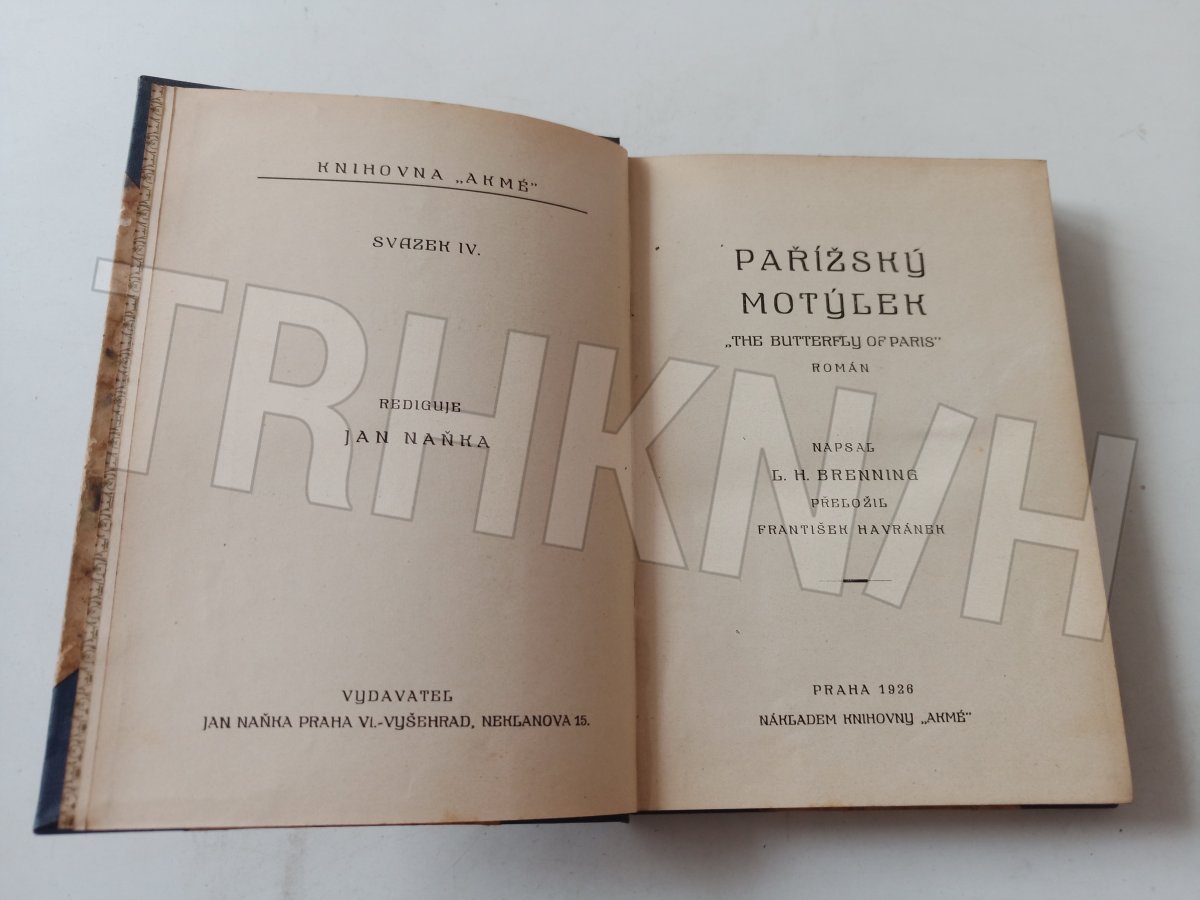 KNIHOVNA „AKMÉ"
SVAZEK IV.
REDIGUJE
JAN NAŇKA
VYDAVATEL
JAN NAŇKA PRAHA VI.-VYŠEHRAD, NEKLANOVA 15.
PAŘÍŽSKÝ
MOTÝLEK
„THE BUTTERFLY OF PARIS"
ROMÁN
NAPSAL
L. H. BRENNING
PŘELOŽIL
FRANTIŠEK HAVRÁNEK
PRAHA 1926
NÁKLADEM KNIHOVNY „AKMÉ"
TRHKNIH